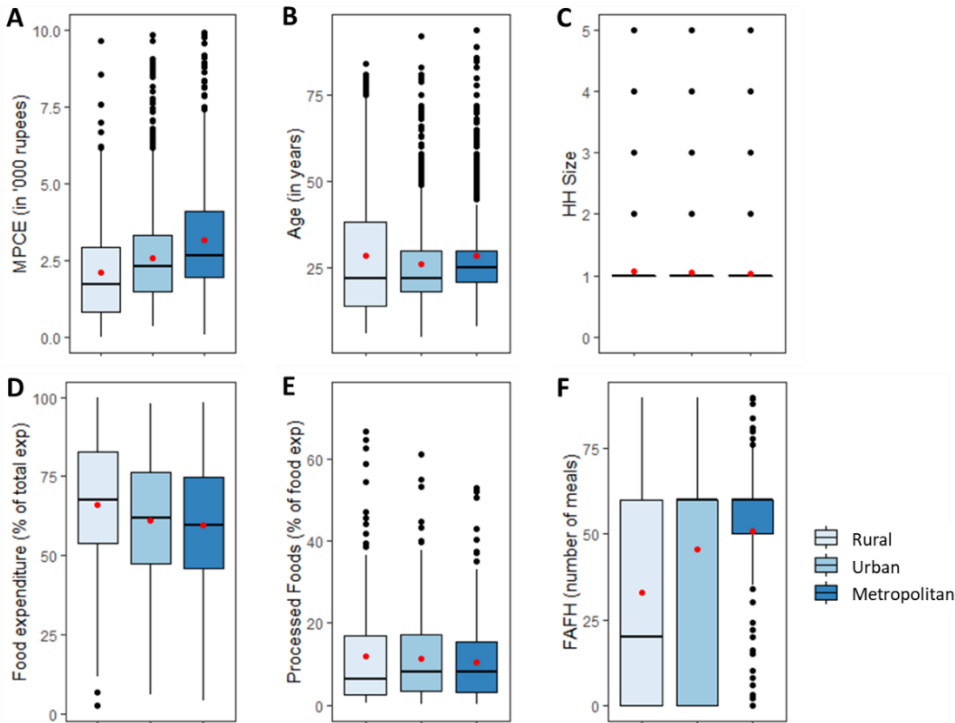 A
MPCE (in '000 rupees)
10.0
7.5
5.0
2.5
0.0
B
Age (in years)
75
50
25
C
HH Size
5
4
3
2
1
0
D
Food expenditure (% of total exp)
100
75
50
25
0
E
Processed Foods (% of food exp)
60
40
20
0
F
FAFH (number of meals)
75
50
25
0
Rural
Urban
Metropolitan